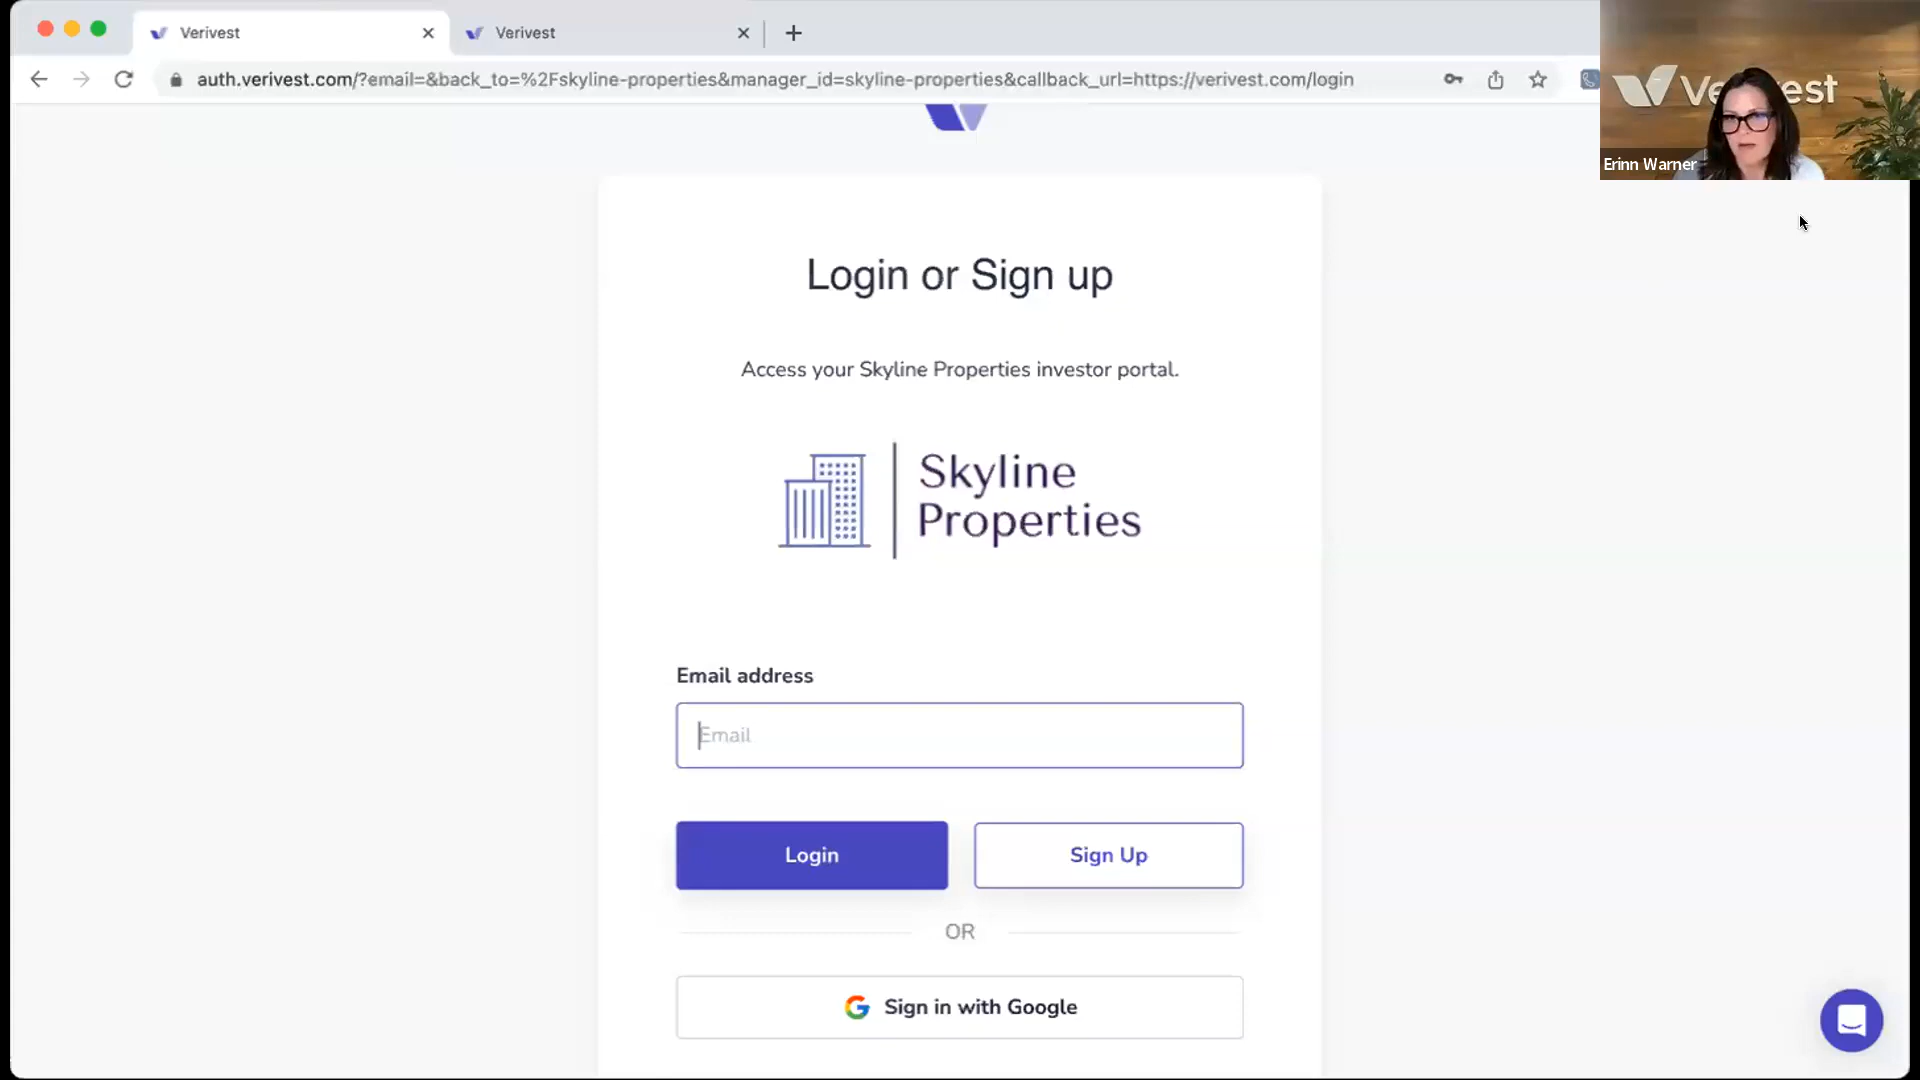 Verivest
Verivest
auth.verivest.com/?email=&back_to=%2Fskyline-properties&manager_id=skyline-properties&callback_url=https://verivest.com/login
Verivest
Erinn Warner
Login or Sign up
Access your Skyline Properties investor portal.
Skyline
Properties
Email address
Email
Login
Sign Up
OR
Sign in with Google